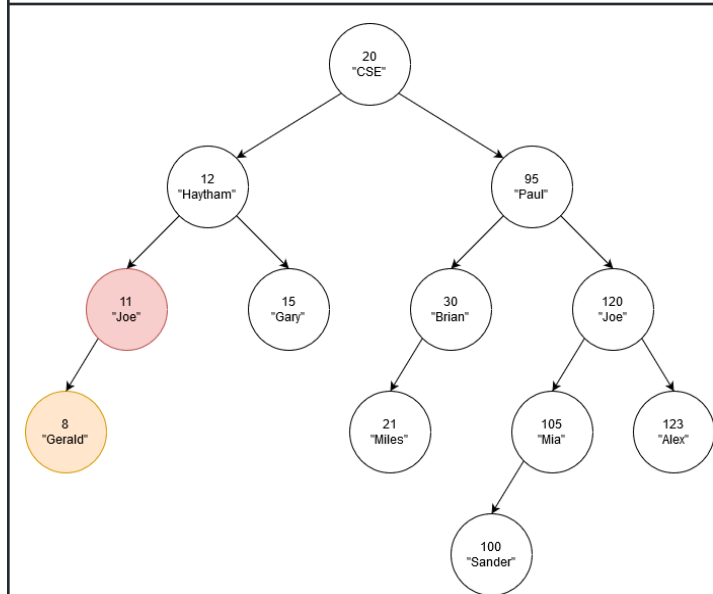 20
"CSE"
12
"Haytham"
95
"Paul"
11
"Joe"
15
"Gary"
30
"Brian"
120
"Joe"
8
"Gerald"
21
"Miles"
105
"Mia"
123
"Alex"
100
"Sander"